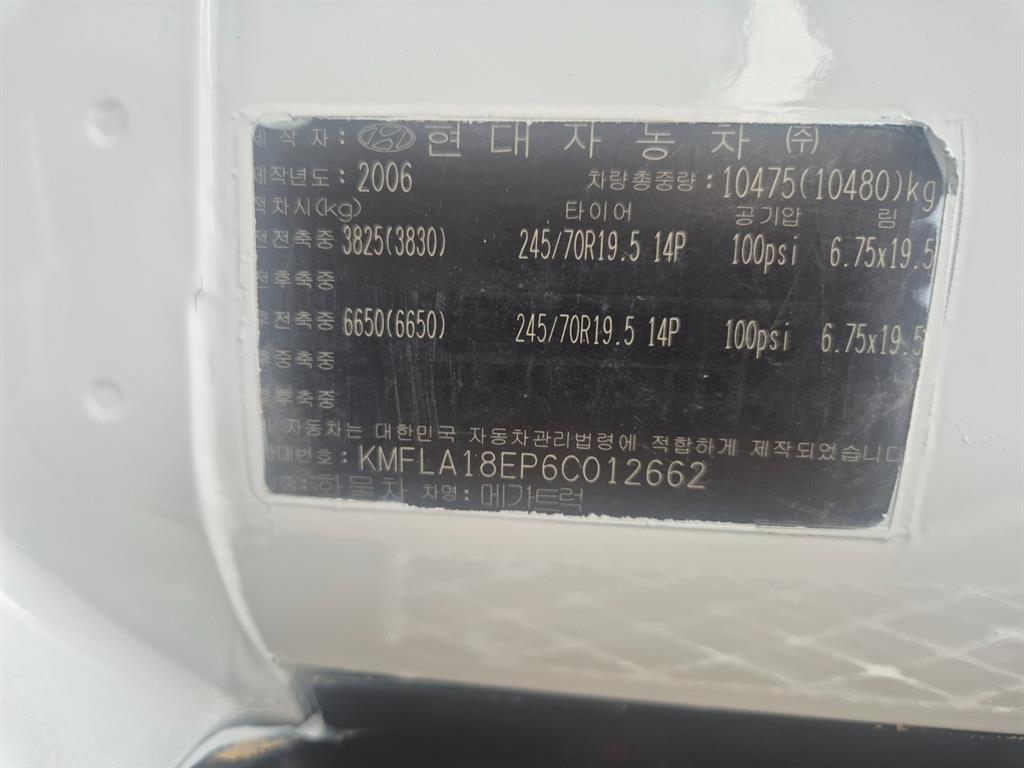 제작자: 현대자동차 ㈜
제작년도: 2006 차량총중량: 10475(10480)kg
적차시(kg) 타이어 공기압 림
전전축중 3825(3830) 245/70R19.5 14P 100psi 6.75x19.5
전후축중
후전축중 6650(6650) 245/70R19.5 14P 100psi 6.75x19.5
후중축중
후후축중
이 자동차는 대한민국 자동차관리법령에 적합하게 제작되었음.
차대번호: KMFLA18EP6C012662
차종: 화물차 차명: 메가트럭